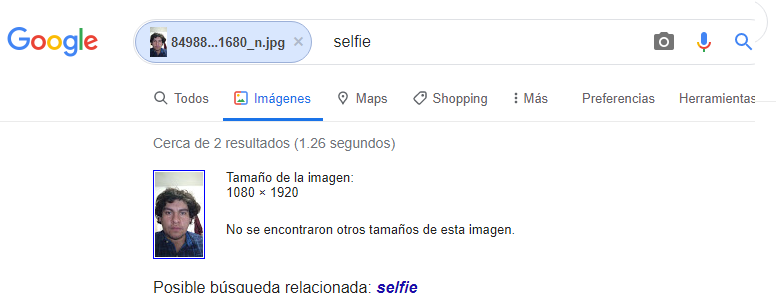 Google 84988...1680_n.jpg × selfie
Todos Imágenes Maps Shopping Más Preferencias Herramientas
Cerca de 2 resultados (1.26 segundos)
Tamaño de la imagen:
1080 × 1920
No se encontraron otros tamaños de esta imagen.
Posible búsqueda relacionada: selfie